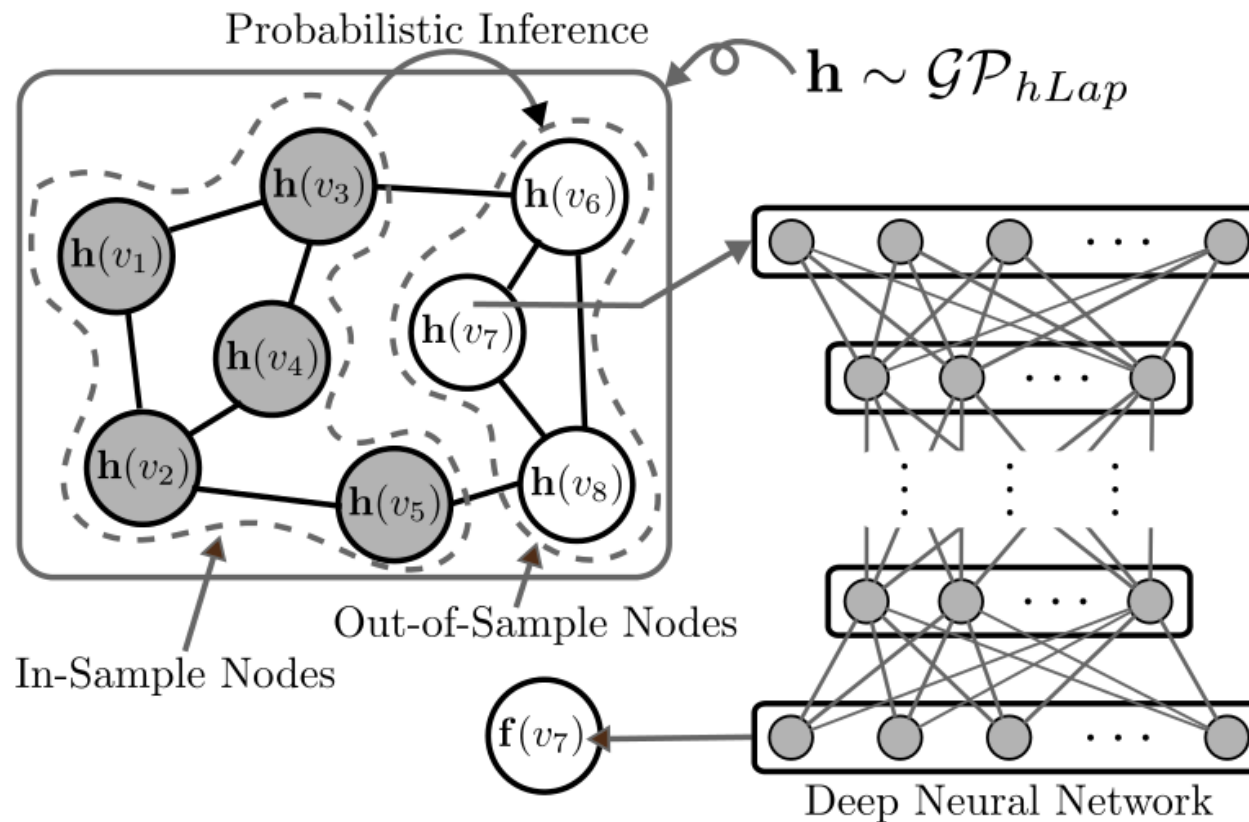 Probabilistic Inference
h ∼ 𝒢𝒫_{hLap}
h(v₃)
h(v₆)
h(v₁)
h(v₇)
h(v₄)
h(v₂)
h(v₅)
h(v₈)
Out-of-Sample Nodes
In-Sample Nodes
f(v₇)
Deep Neural Network